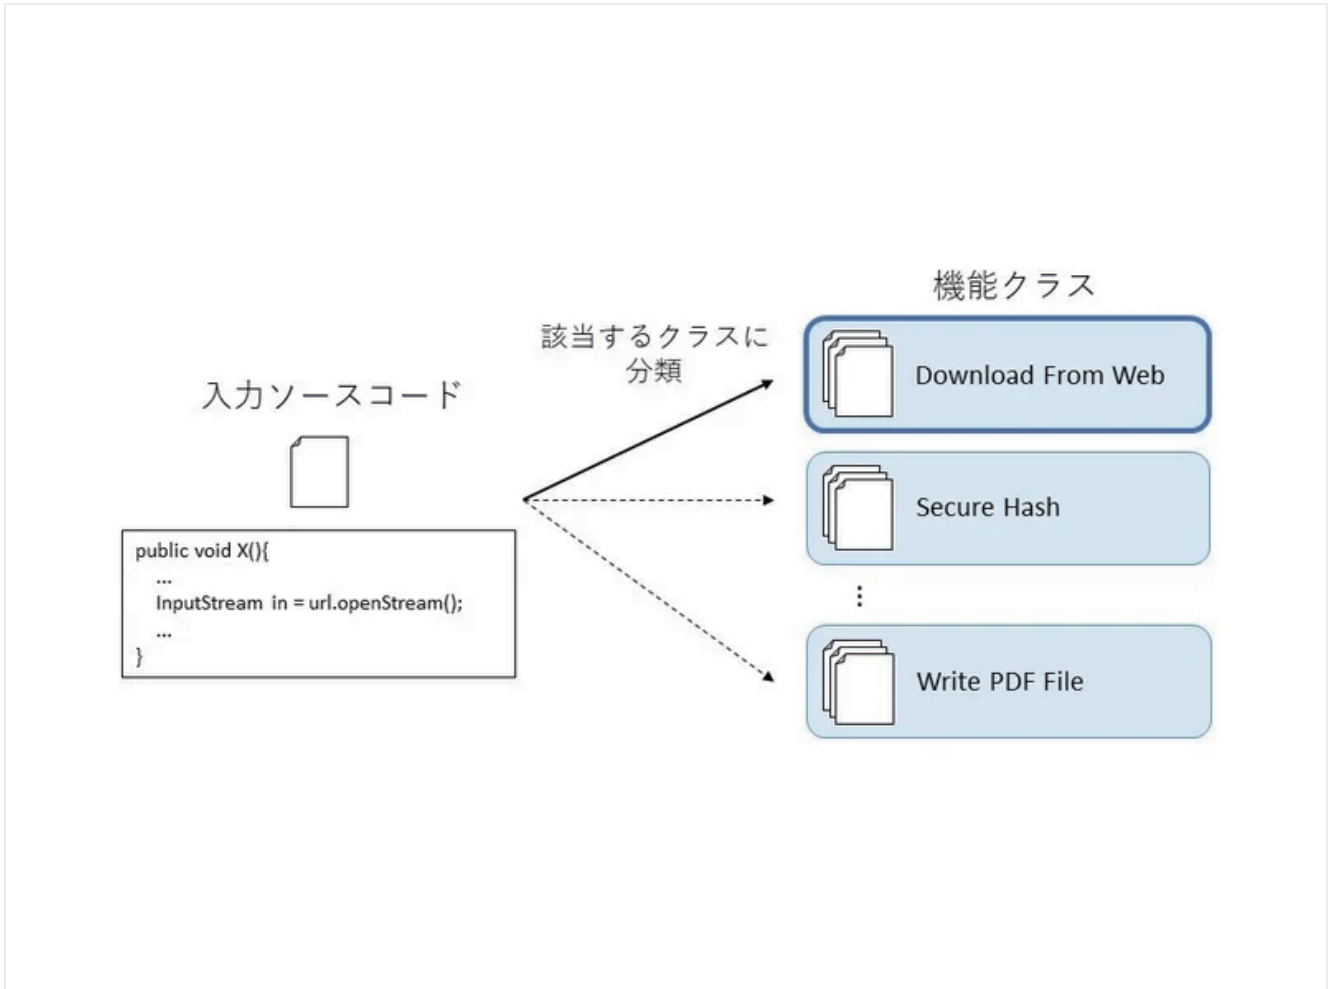 機能クラス
該当するクラスに
分類
Download From Web
入力ソースコード
Secure Hash
public void X(){
...
InputStream in = url.openStream();
...
}
⋮
Write PDF File